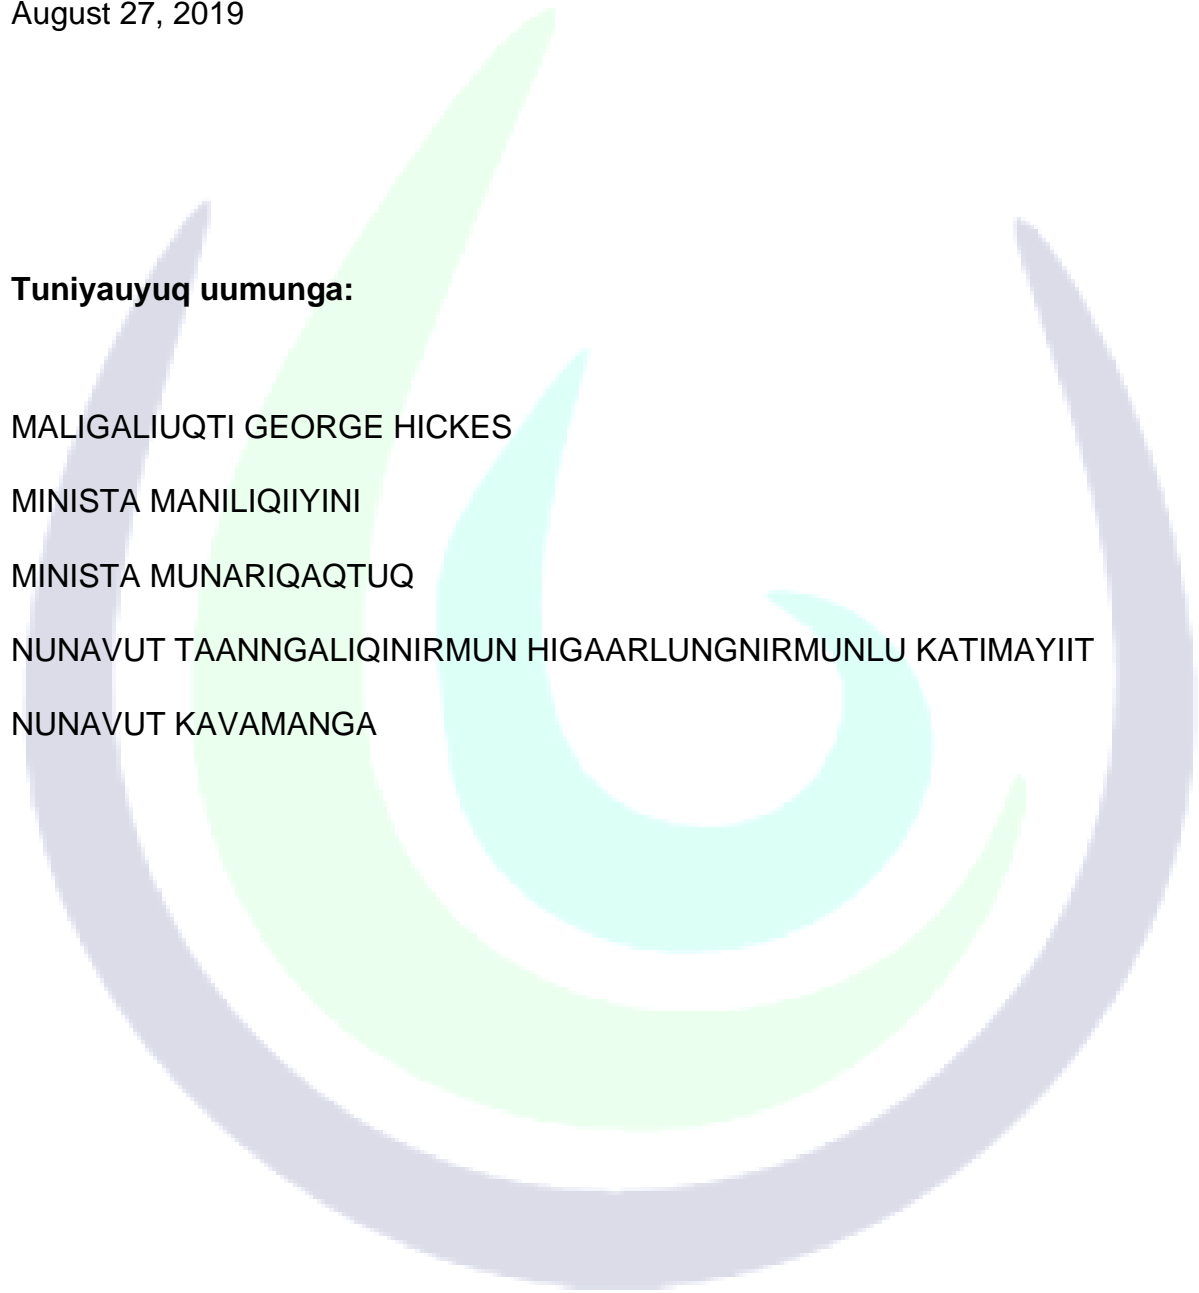 August 27, 2019
Tuniyauyuq uumunga:
MALIGALIUQTI GEORGE HICKES
MINISTA MANILIQIIYINI
MINISTA MUNARIQAQTUQ
NUNAVUT TAANNGALIQINIRMUN HIGAARLUNGNIRMUNLU KATIMAYIIT
NUNAVUT KAVAMANGA